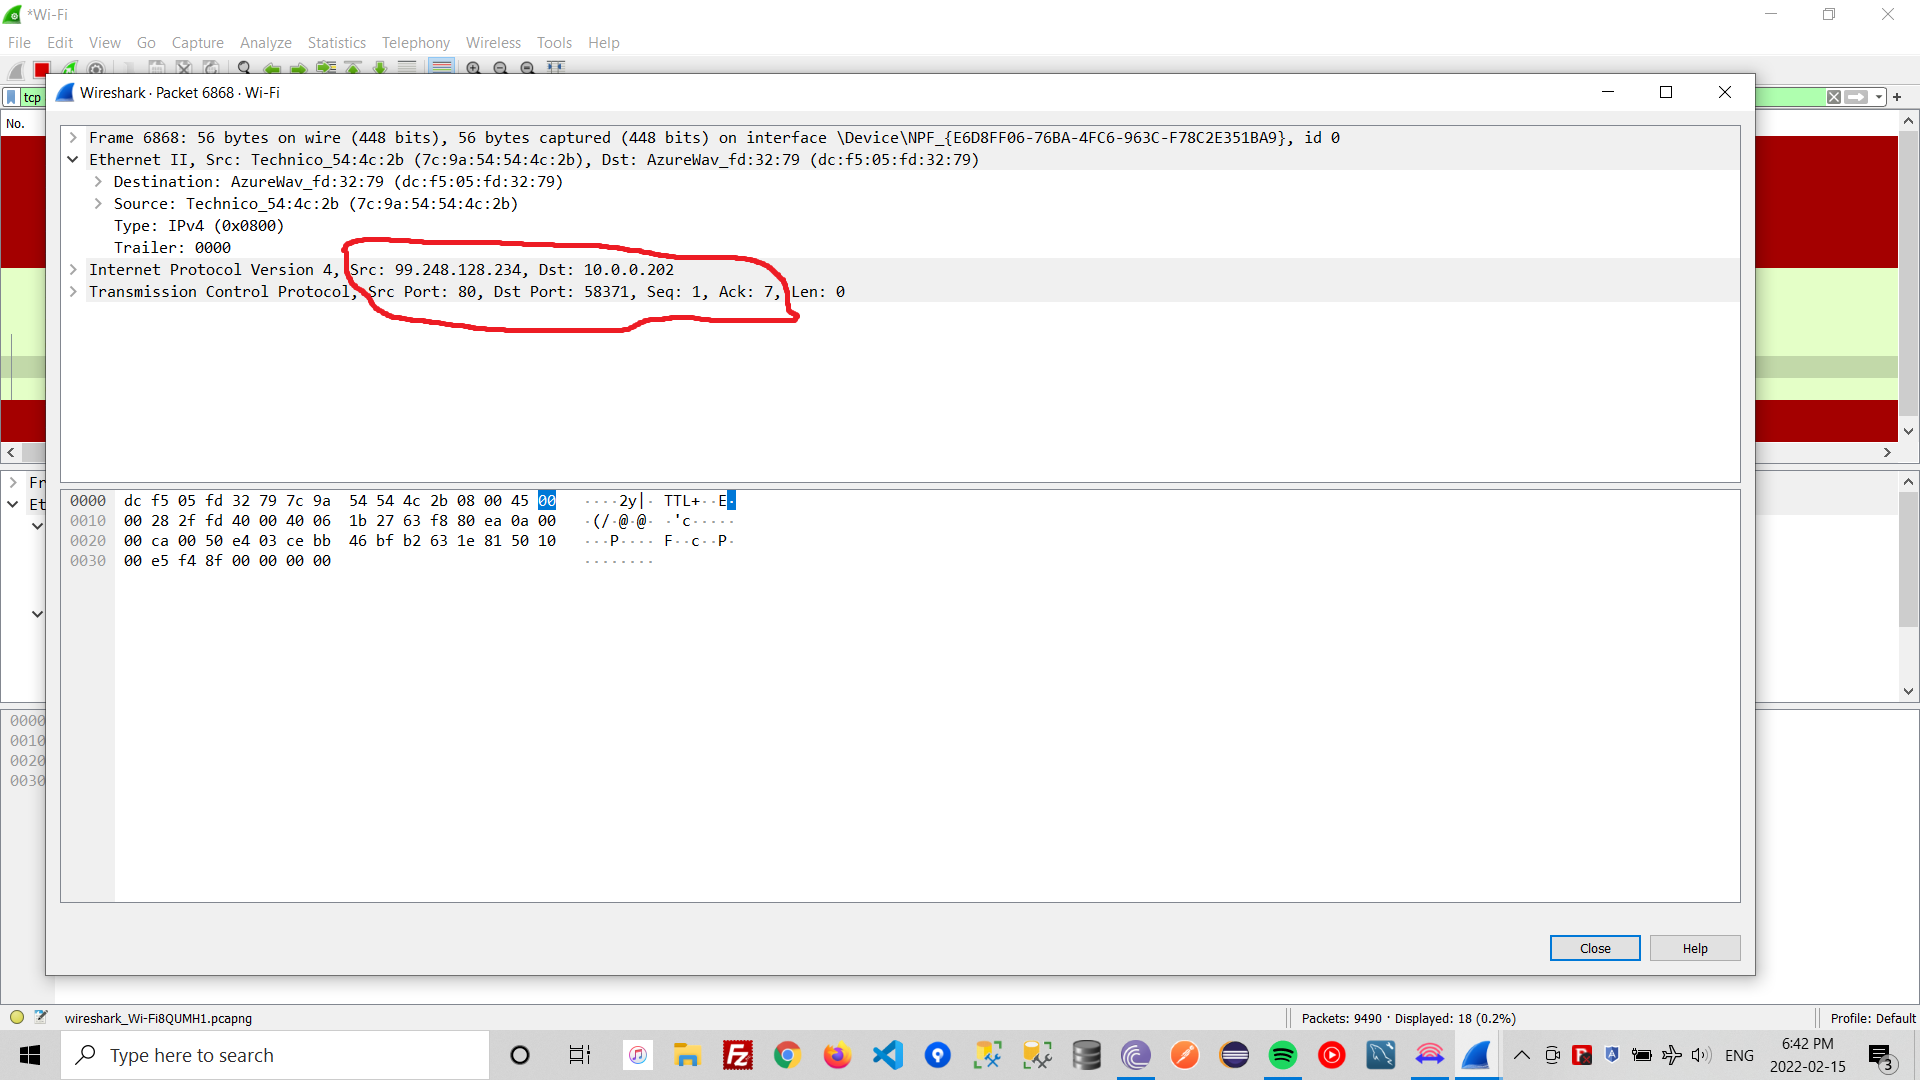 *Wi-Fi
File Edit View Go Capture Analyze Statistics Telephony Wireless Tools Help
tcp
No.
Wireshark · Packet 6868 · Wi-Fi
Frame 6868: 56 bytes on wire (448 bits), 56 bytes captured (448 bits) on interface \Device\NPF_{E6D8FF06-76BA-4FC6-963C-F78C2E351BA9}, id 0
Ethernet II, Src: Technico_54:4c:2b (7c:9a:54:54:4c:2b), Dst: AzureWav_fd:32:79 (dc:f5:05:fd:32:79)
Destination: AzureWav_fd:32:79 (dc:f5:05:fd:32:79)
Source: Technico_54:4c:2b (7c:9a:54:54:4c:2b)
Type: IPv4 (0x0800)
Trailer: 0000
Internet Protocol Version 4, Src: 99.248.128.234, Dst: 10.0.0.202
Transmission Control Protocol, Src Port: 80, Dst Port: 58371, Seq: 1, Ack: 7, Len: 0
Fr
Et
0000 dc f5 05 fd 32 79 7c 9a 54 54 4c 2b 08 00 45 00 ····2y|· TTL+··E·
0010 00 28 2f fd 40 00 40 06 1b 27 63 f8 80 ea 0a 00 ·(/·@·@· ·'c·····
0020 00 ca 00 50 e4 03 ce bb 46 bf b2 63 1e 81 50 10 ···P···· F··c··P·
0030 00 e5 f4 8f 00 00 00 00 ········
0000
0010
0020
0030
Close Help
wireshark_Wi-Fi8QUMH1.pcapng Packets: 9490 · Displayed: 18 (0.2%) Profile: Default
Type here to search ENG 6:42 PM
2022-02-15 3